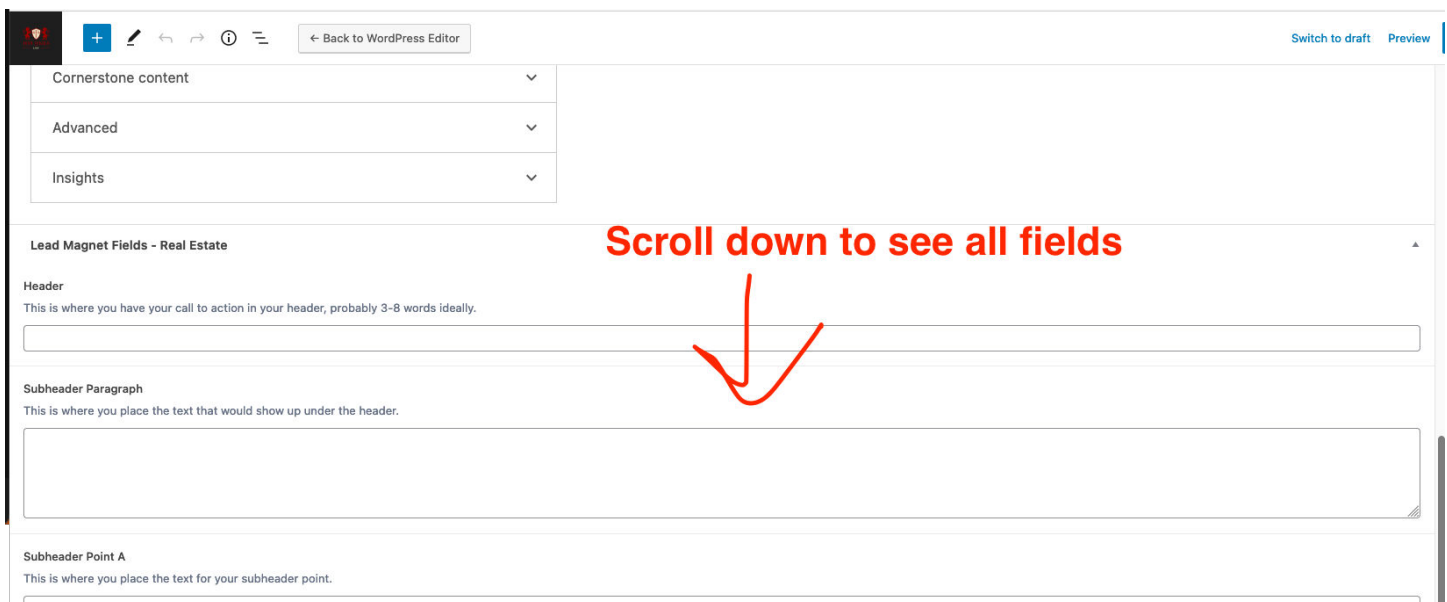 ← Back to WordPress Editor
Switch to draft Preview
Cornerstone content
Advanced
Insights
Lead Magnet Fields - Real Estate
Scroll down to see all fields
Header
This is where you have your call to action in your header, probably 3-8 words ideally.
Subheader Paragraph
This is where you place the text that would show up under the header.
Subheader Point A
This is where you place the text for your subheader point.